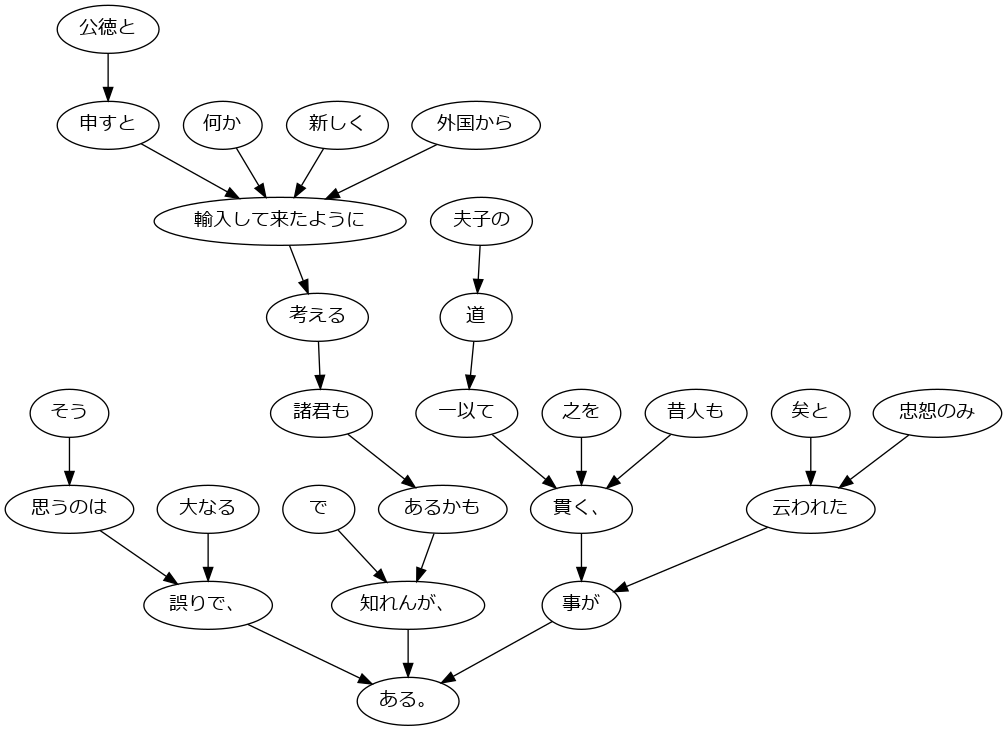 公徳と
申すと
何か
新しく
外国から
輸入して来たように
夫子の
考える
道
そう
諸君も
一以て
之を
昔人も
矣と
忠恕のみ
思うのは
大なる
で
あるかも
貫く、
云われた
誤りで、
知れんが、
事が
ある。